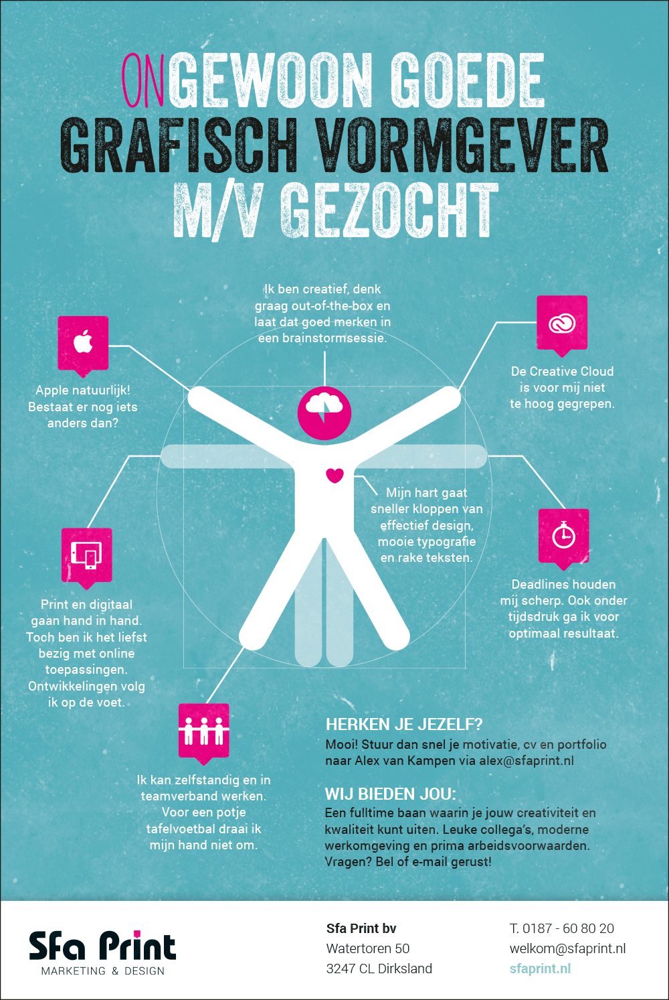 ONGEWOON GOEDE
GRAFISCH VORMGEVER
M/V GEZOCHT
Ik ben creatief, denk
graag out-of-the-box en
laat dat goed merken in
een brainstormsessie.
Apple natuurlijk!
Bestaat er nog iets
anders dan?
De Creative Cloud
is voor mij niet
te hoog gegrepen.
Mijn hart gaat
sneller kloppen van
effectief design,
mooie typografie
en rake teksten.
Print en digitaal
gaan hand in hand.
Toch ben ik het liefst
bezig met online
toepassingen.
Ontwikkelingen volg
ik op de voet.
Deadlines houden
mij scherp. Ook onder
tijdsdruk ga ik voor
optimaal resultaat.
Ik kan zelfstandig en in
teamverband werken.
Voor een potje
tafelvoetbal draai ik
mijn hand niet om.
HERKEN JE JEZELF?
Mooi! Stuur dan snel je motivatie, cv en portfolio
naar Alex van Kampen via alex@sfaprint.nl
WIJ BIEDEN JOU:
Een fulltime baan waarin je jouw creativiteit en
kwaliteit kunt uiten. Leuke collega's, moderne
werkomgeving en prima arbeidsvoorwaarden.
Vragen? Bel of e-mail gerust!
Sfa Print
MARKETING & DESIGN
Sfa Print bv
Watertoren 50
3247 CL Dirksland
T. 0187 - 60 80 20
welkom@sfaprint.nl
sfaprint.nl